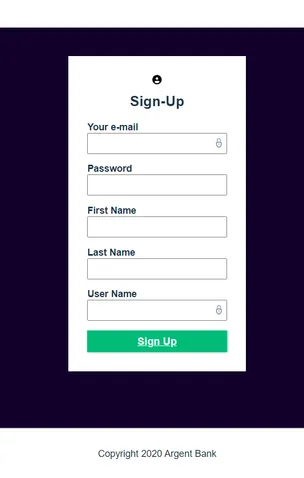 Sign-Up
Your e-mail
Password
First Name
Last Name
User Name
Sign Up
Copyright 2020 Argent Bank